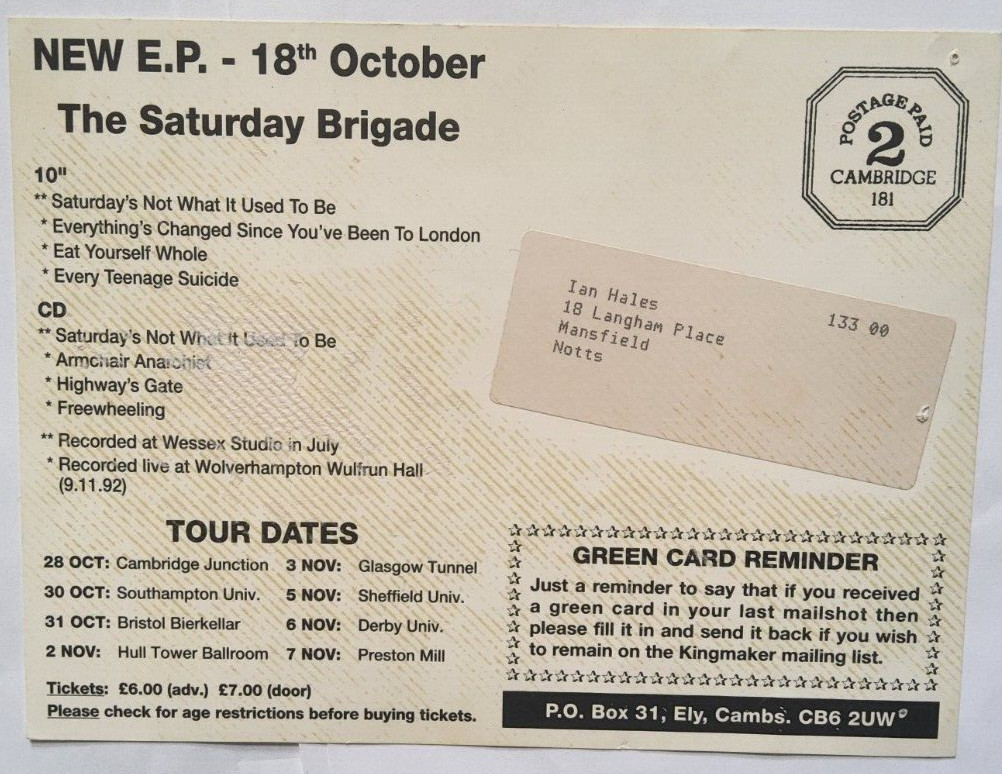 NEW E.P. - 18th October
The Saturday Brigade
10"
** Saturday's Not What It Used To Be
* Everything's Changed Since You've Been To London
* Eat Yourself Whole
* Every Teenage Suicide
CD
** Saturday's Not What It Used To Be
* Armchair Anarchist
* Highway's Gate
* Freewheeling
** Recorded at Wessex Studio in July
* Recorded live at Wolverhampton Wulfrun Hall
(9.11.92)
POSTAGE PAID
2
CAMBRIDGE
181
Ian Hales 133 00
18 Langham Place
Mansfield
Notts
TOUR DATES
28 OCT: Cambridge Junction 3 NOV: Glasgow Tunnel
30 OCT: Southampton Univ. 5 NOV: Sheffield Univ.
31 OCT: Bristol Bierkellar 6 NOV: Derby Univ.
2 NOV: Hull Tower Ballroom 7 NOV: Preston Mill
Tickets: £6.00 (adv.) £7.00 (door)
Please check for age restrictions before buying tickets.
GREEN CARD REMINDER
Just a reminder to say that if you received
a green card in your last mailshot then
please fill it in and send it back if you wish
to remain on the Kingmaker mailing list.
P.O. Box 31, Ely, Cambs. CB6 2UW